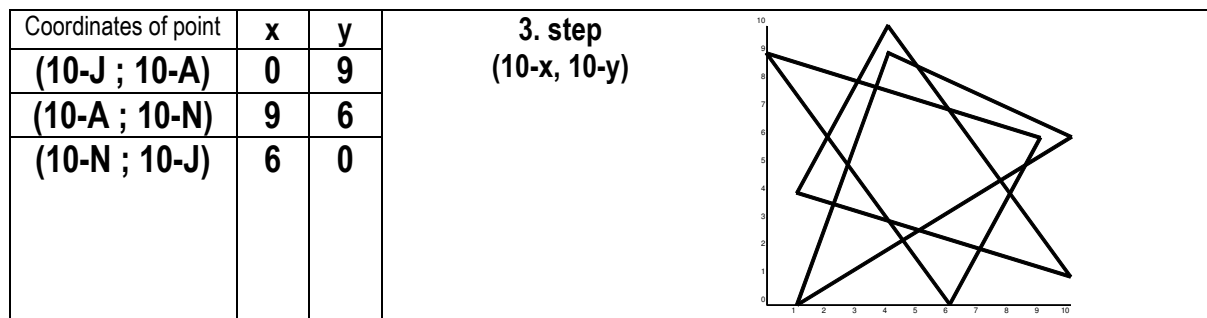 Coordinates of point x y
(10-J ; 10-A) 0 9
(10-A ; 10-N) 9 6
(10-N ; 10-J) 6 0
3. step
(10-x, 10-y)
10
9
8
7
6
5
4
3
2
1
0
1 2 3 4 5 6 7 8 9 10